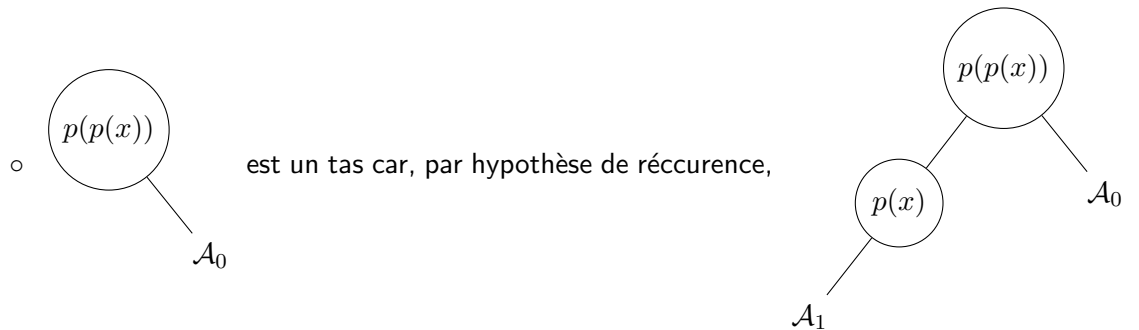 p(p(x))
◦ p(p(x)) est un tas car, par hypothèse de réccurence,
p(x)
𝒜₀
𝒜₀
𝒜₁